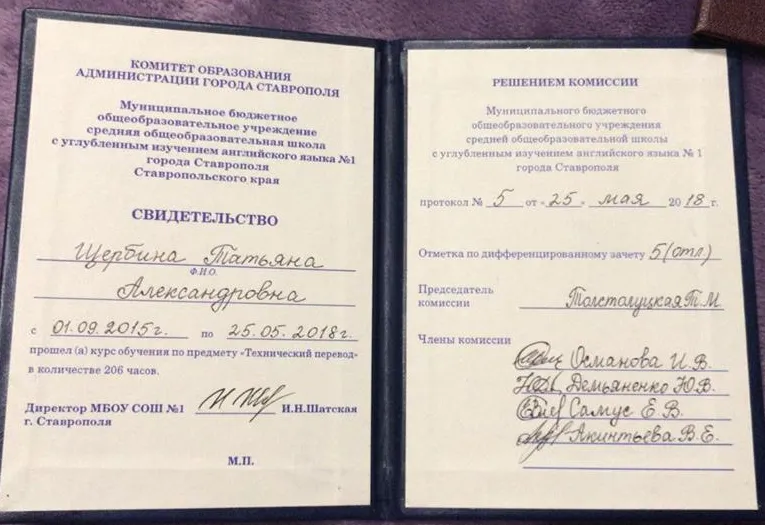 КОМИТЕТ ОБРАЗОВАНИЯ
АДМИНИСТРАЦИИ ГОРОДА СТАВРОПОЛЯ
Муниципальное бюджетное
общеобразовательное учреждение
средняя общеобразовательная школа
с углубленным изучением английского языка №1
города Ставрополя
Ставропольского края
СВИДЕТЕЛЬСТВО
Щербина Татьяна
Ф.И.О.
Александровна
с 01.09.2015г. по 25.05.2018г.
прошел (а) курс обучения по предмету «Технический перевод»
в количестве 206 часов.
Директор МБОУ СОШ №1 И.Н.Шатская
г. Ставрополя
М.П.
РЕШЕНИЕМ КОМИССИИ
Муниципального бюджетного
общеобразовательного учреждения
средней общеобразовательной школы
с углубленным изучением английского языка № 1
города Ставрополя
протокол № 5 от «25» мая 2018 г.
Отметка по дифференцированному зачету 5(отл)
Председатель
комиссии Толстолуцкая Т.М
Члены комиссии
Османова И.В.
Демьяненко Ю.В.
Самус Е.В.
Акинтьева В.Е.